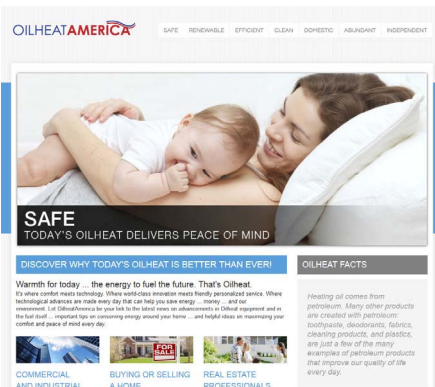 OILHEATAMERICA
SAFE RENEWABLE EFFICIENT CLEAN DOMESTIC ABUNDANT INDEPENDENT
SAFE
TODAY'S OILHEAT DELIVERS PEACE OF MIND
DISCOVER WHY TODAY'S OILHEAT IS BETTER THAN EVER!
Warmth for today ... the energy to fuel the future. That's Oilheat.
It's where comfort meets technology. Where world-class innovation meets friendly personalized service. Where
technological advances are made every day that can help you save energy ... money ... and our
environment. Let OilheatAmerica be your link to the latest news on advancements in Oilheat equipment and in
the fuel itself ... important tips on conserving energy around your home ... and helpful ideas on maximizing your
comfort and peace of mind every day.
FOR
SALE
COMMERCIAL
AND INDUSTRIAL
BUYING OR SELLING
A HOME
REAL ESTATE
PROFESSIONALS
OILHEAT FACTS
Heating oil comes from
petroleum. Many other products
are created with petroleum:
toothpaste, deodorants, fabrics,
cleaning products, and plastics,
are just a few of the many
examples of petroleum products
that improve our quality of life
every day.